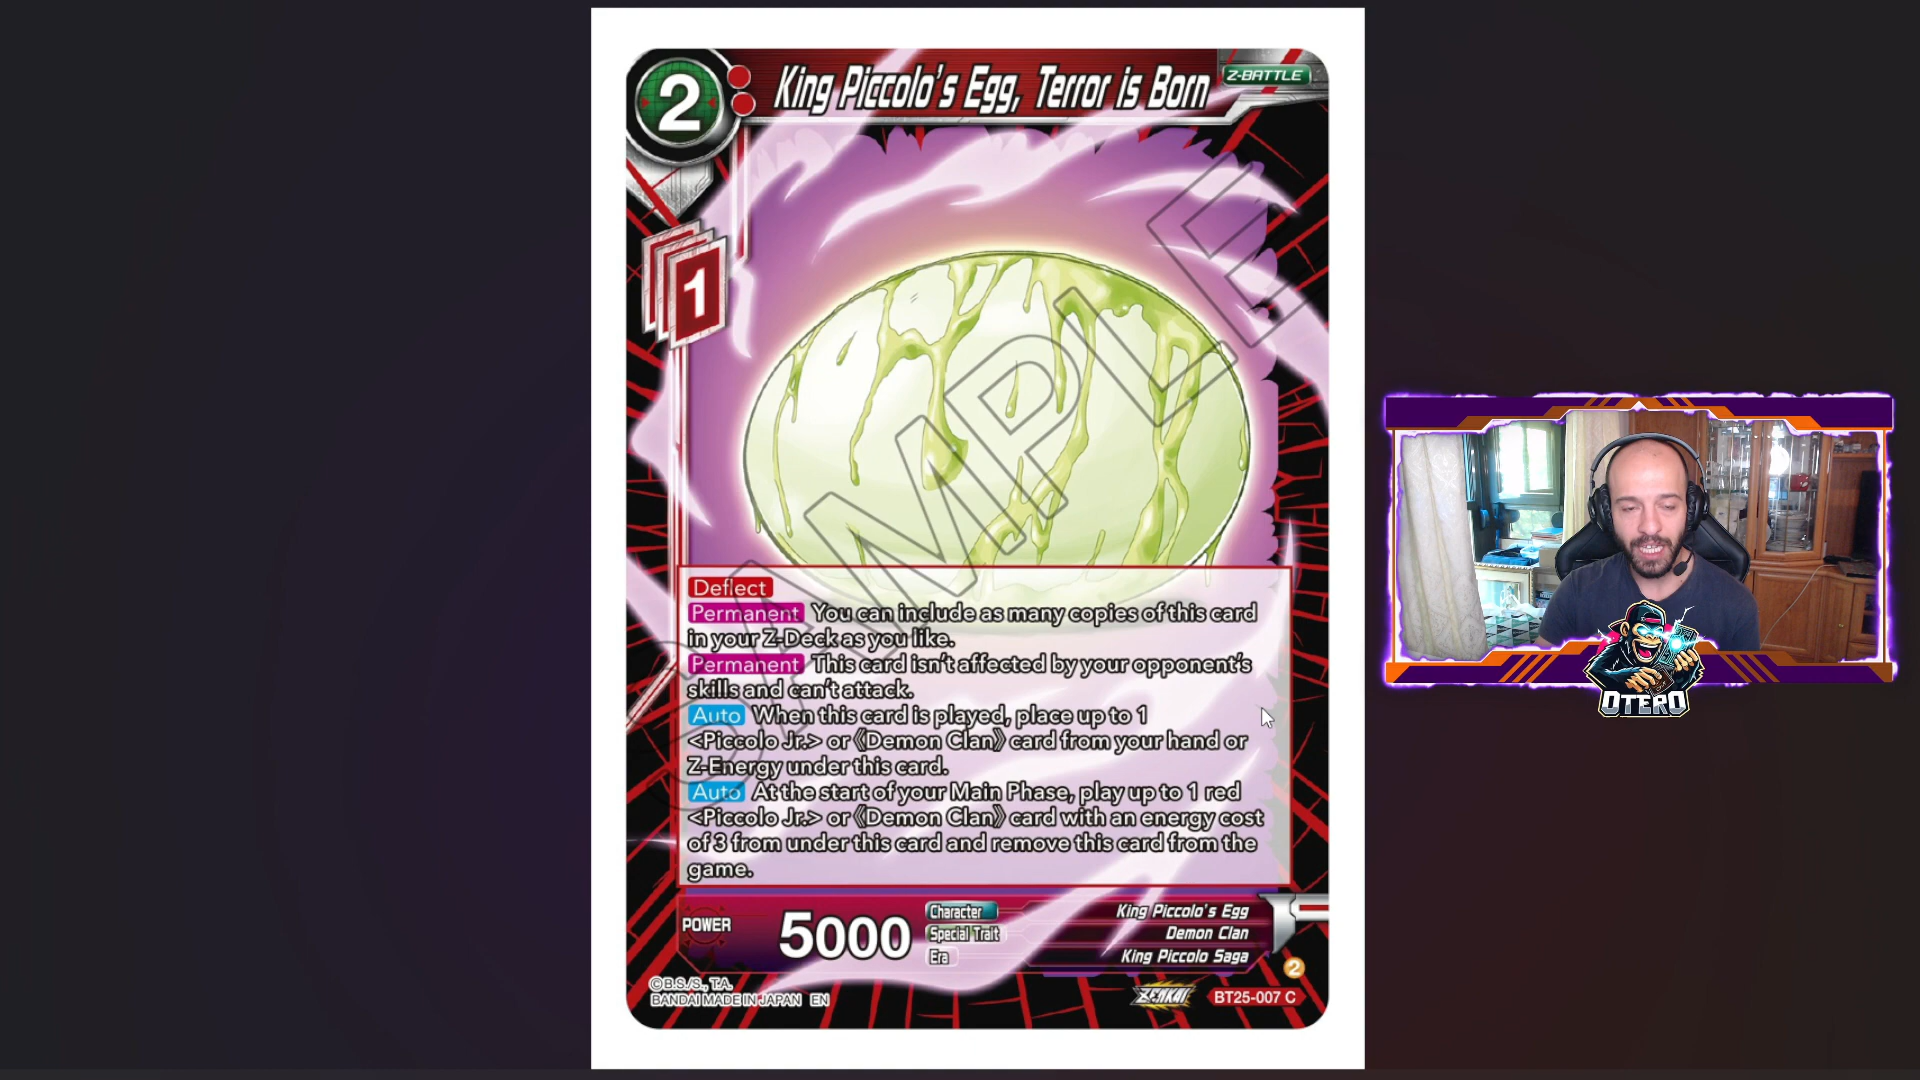 2
King Piccolo's Egg, Terror is Born
Z-BATTLE
1
SAMPLE
Deflect
Permanent You can include as many copies of this card
in your Z-Deck as you like.
Permanent This card isn't affected by your opponent's
skills and can't attack.
Auto When this card is played, place up to 1
<Piccolo Jr.> or 《Demon Clan》 card from your hand or
Z-Energy under this card.
Auto At the start of your Main Phase, play up to 1 red
<Piccolo Jr.> or 《Demon Clan》 card with an energy cost
of 3 from under this card and remove this card from the
game.
POWER 5000
Character King Piccolo's Egg
Special Trait Demon Clan
Era King Piccolo Saga
2
©B.S./S., T.A.
BANDAI MADE IN JAPAN EN
ZENKAI BT25-007 C
OTERO